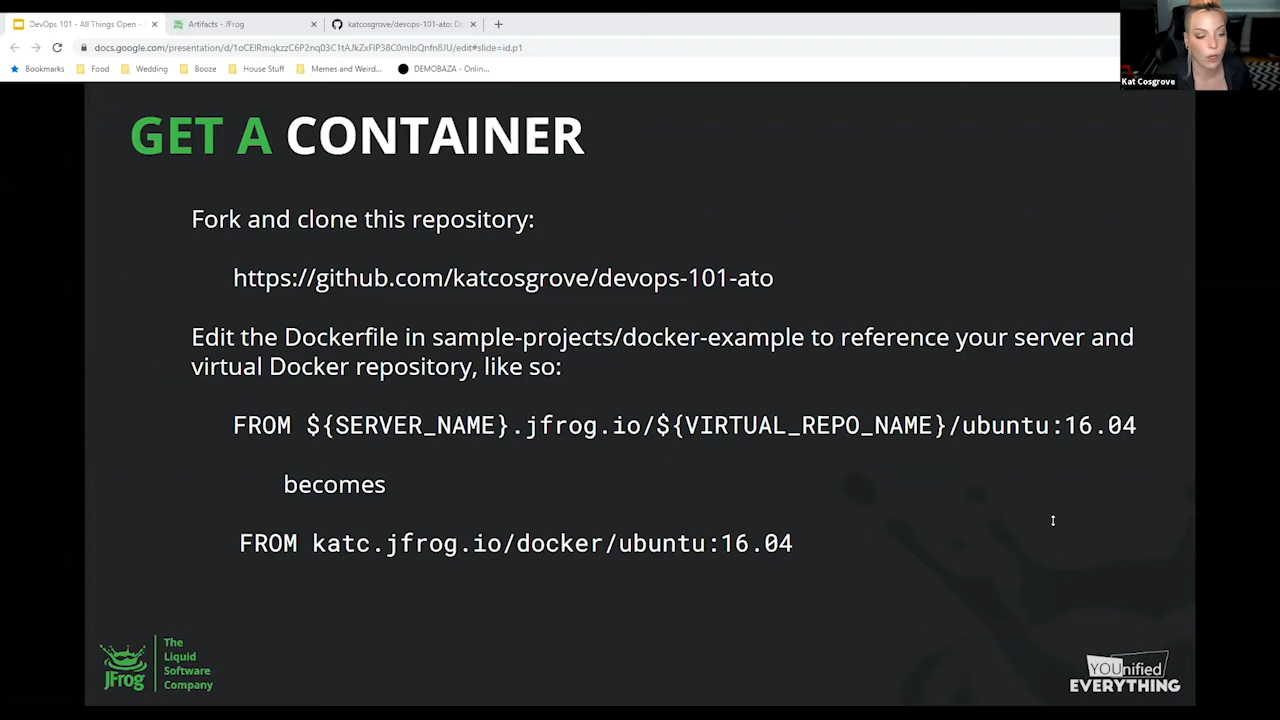 DevOps 101 - All Things Open -
Artifacts - JFrog
katcosgrove/devops-101-ato: De
Kat Cosgrove
Bookmarks
Food
Wedding
Booze
House Stuff
Memes and Weird...
DEMOBAZA - Onlin...
GET A CONTAINER
Fork and clone this repository:
https://github.com/katcosgrove/devops-101-ato
Edit the Dockerfile in sample-projects/docker-example to reference your server and
virtual Docker repository, like so:
FROM ${SERVER_NAME}.jfrog.io/${VIRTUAL_REPO_NAME}/ubuntu:16.04
becomes
FROM katc.jfrog.io/docker/ubuntu:16.04
JFrog
The
Liquid
Software
Company
YOUnified
EVERYTHING